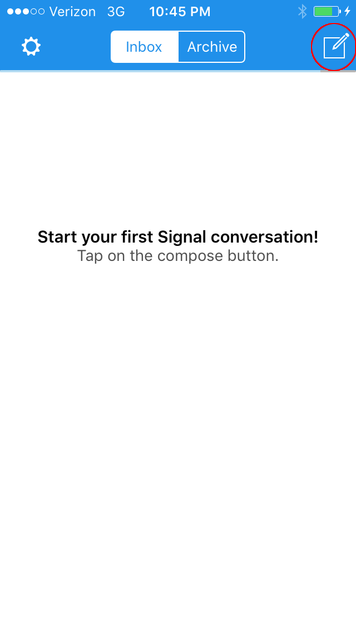 Verizon 3G 10:45 PM
Inbox Archive
Start your first Signal conversation!
Tap on the compose button.